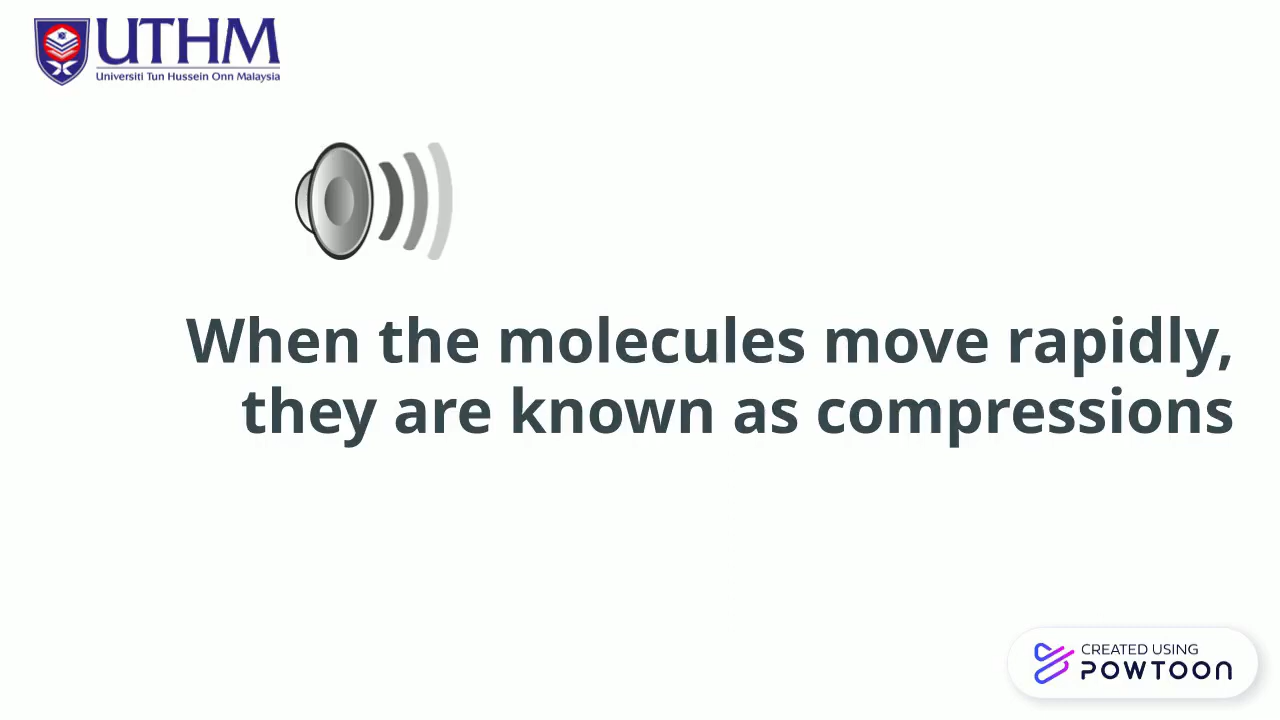 UTHM
Universiti Tun Hussein Onn Malaysia
When the molecules move rapidly,
they are known as compressions
CREATED USING
POWTOON